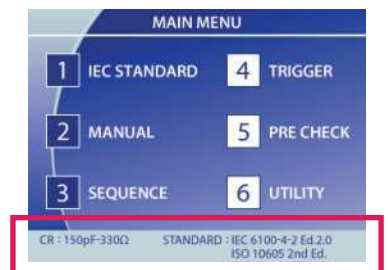 MAIN MENU
1 IEC STANDARD 4 TRIGGER
2 MANUAL 5 PRE CHECK
3 SEQUENCE 6 UTILITY
CR : 150pF-330Ω STANDARD : IEC 6100-4-2 Ed.2.0
ISO 10605 2nd Ed.